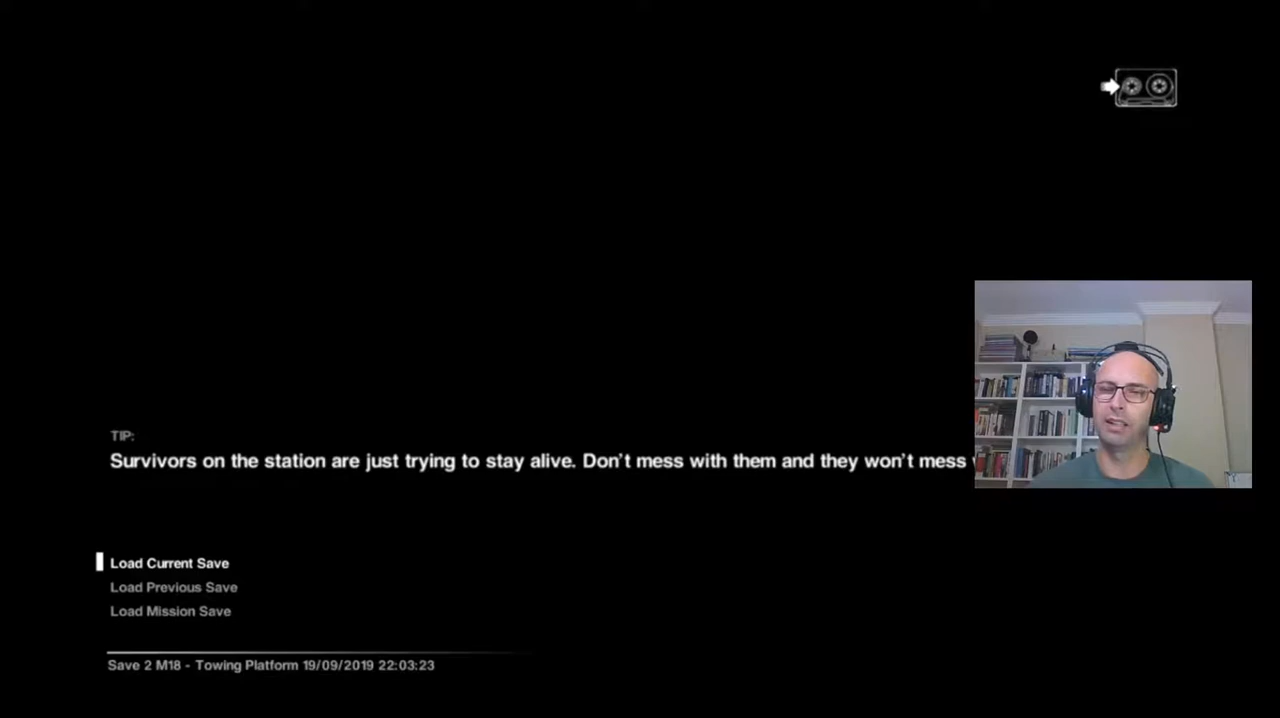 TIP:
Survivors on the station are just trying to stay alive. Don't mess with them and they won't mess
Load Current Save
Load Previous Save
Load Mission Save
Save 2 M18 - Towing Platform 19/09/2019 22:03:23